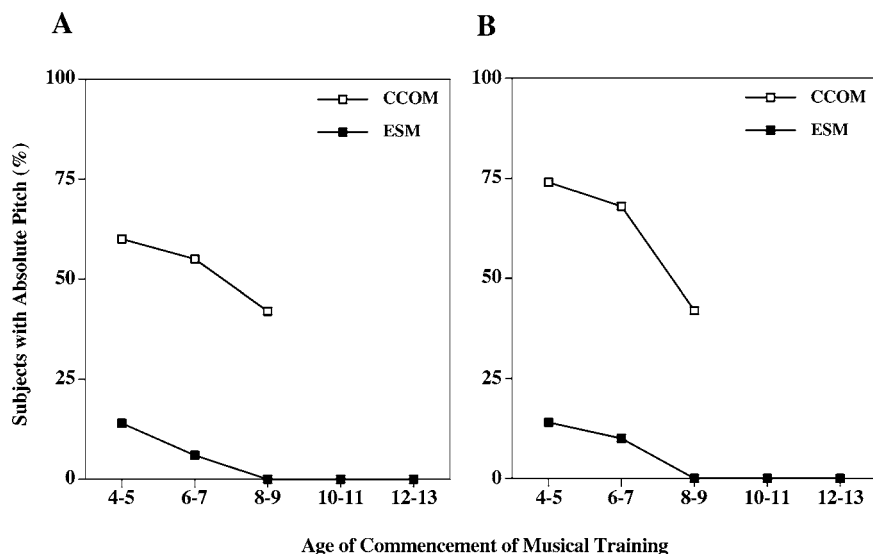 A
B
100
75
50
25
0
CCOM
ESM
4-5 6-7 8-9 10-11 12-13
100
75
50
25
0
CCOM
ESM
4-5 6-7 8-9 10-11 12-13
Subjects with Absolute Pitch (%)
Age of Commencement of Musical Training